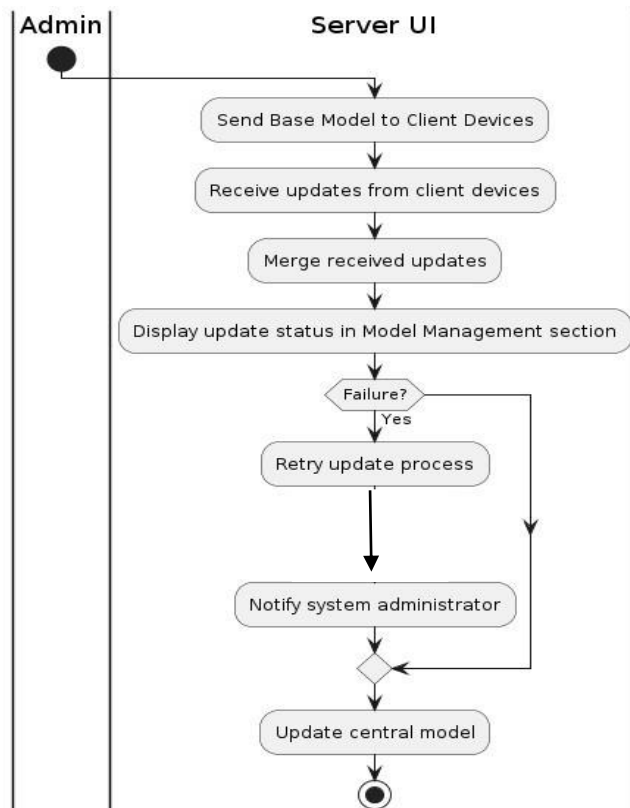 Admin
Server UI
Send Base Model to Client Devices
Receive updates from client devices
Merge received updates
Display update status in Model Management section
Failure?
Yes
Retry update process
Notify system administrator
Update central model